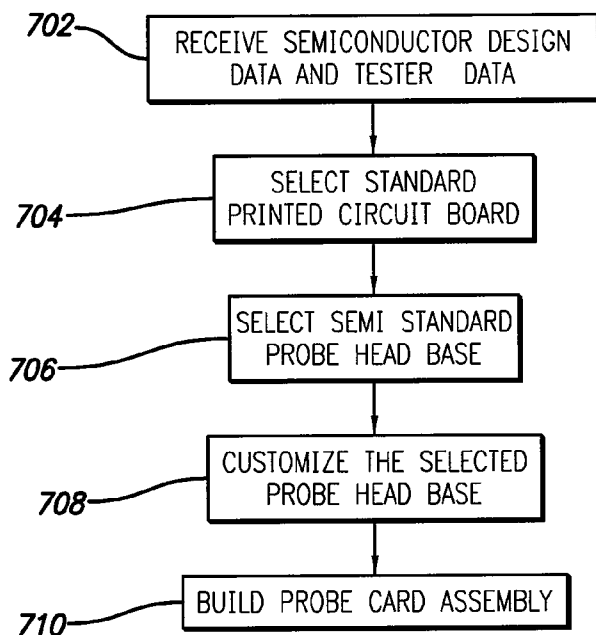 702
RECEIVE SEMICONDUCTOR DESIGN
DATA AND TESTER DATA
704
SELECT STANDARD
PRINTED CIRCUIT BOARD
706
SELECT SEMI STANDARD
PROBE HEAD BASE
708
CUSTOMIZE THE SELECTED
PROBE HEAD BASE
710
BUILD PROBE CARD ASSEMBLY